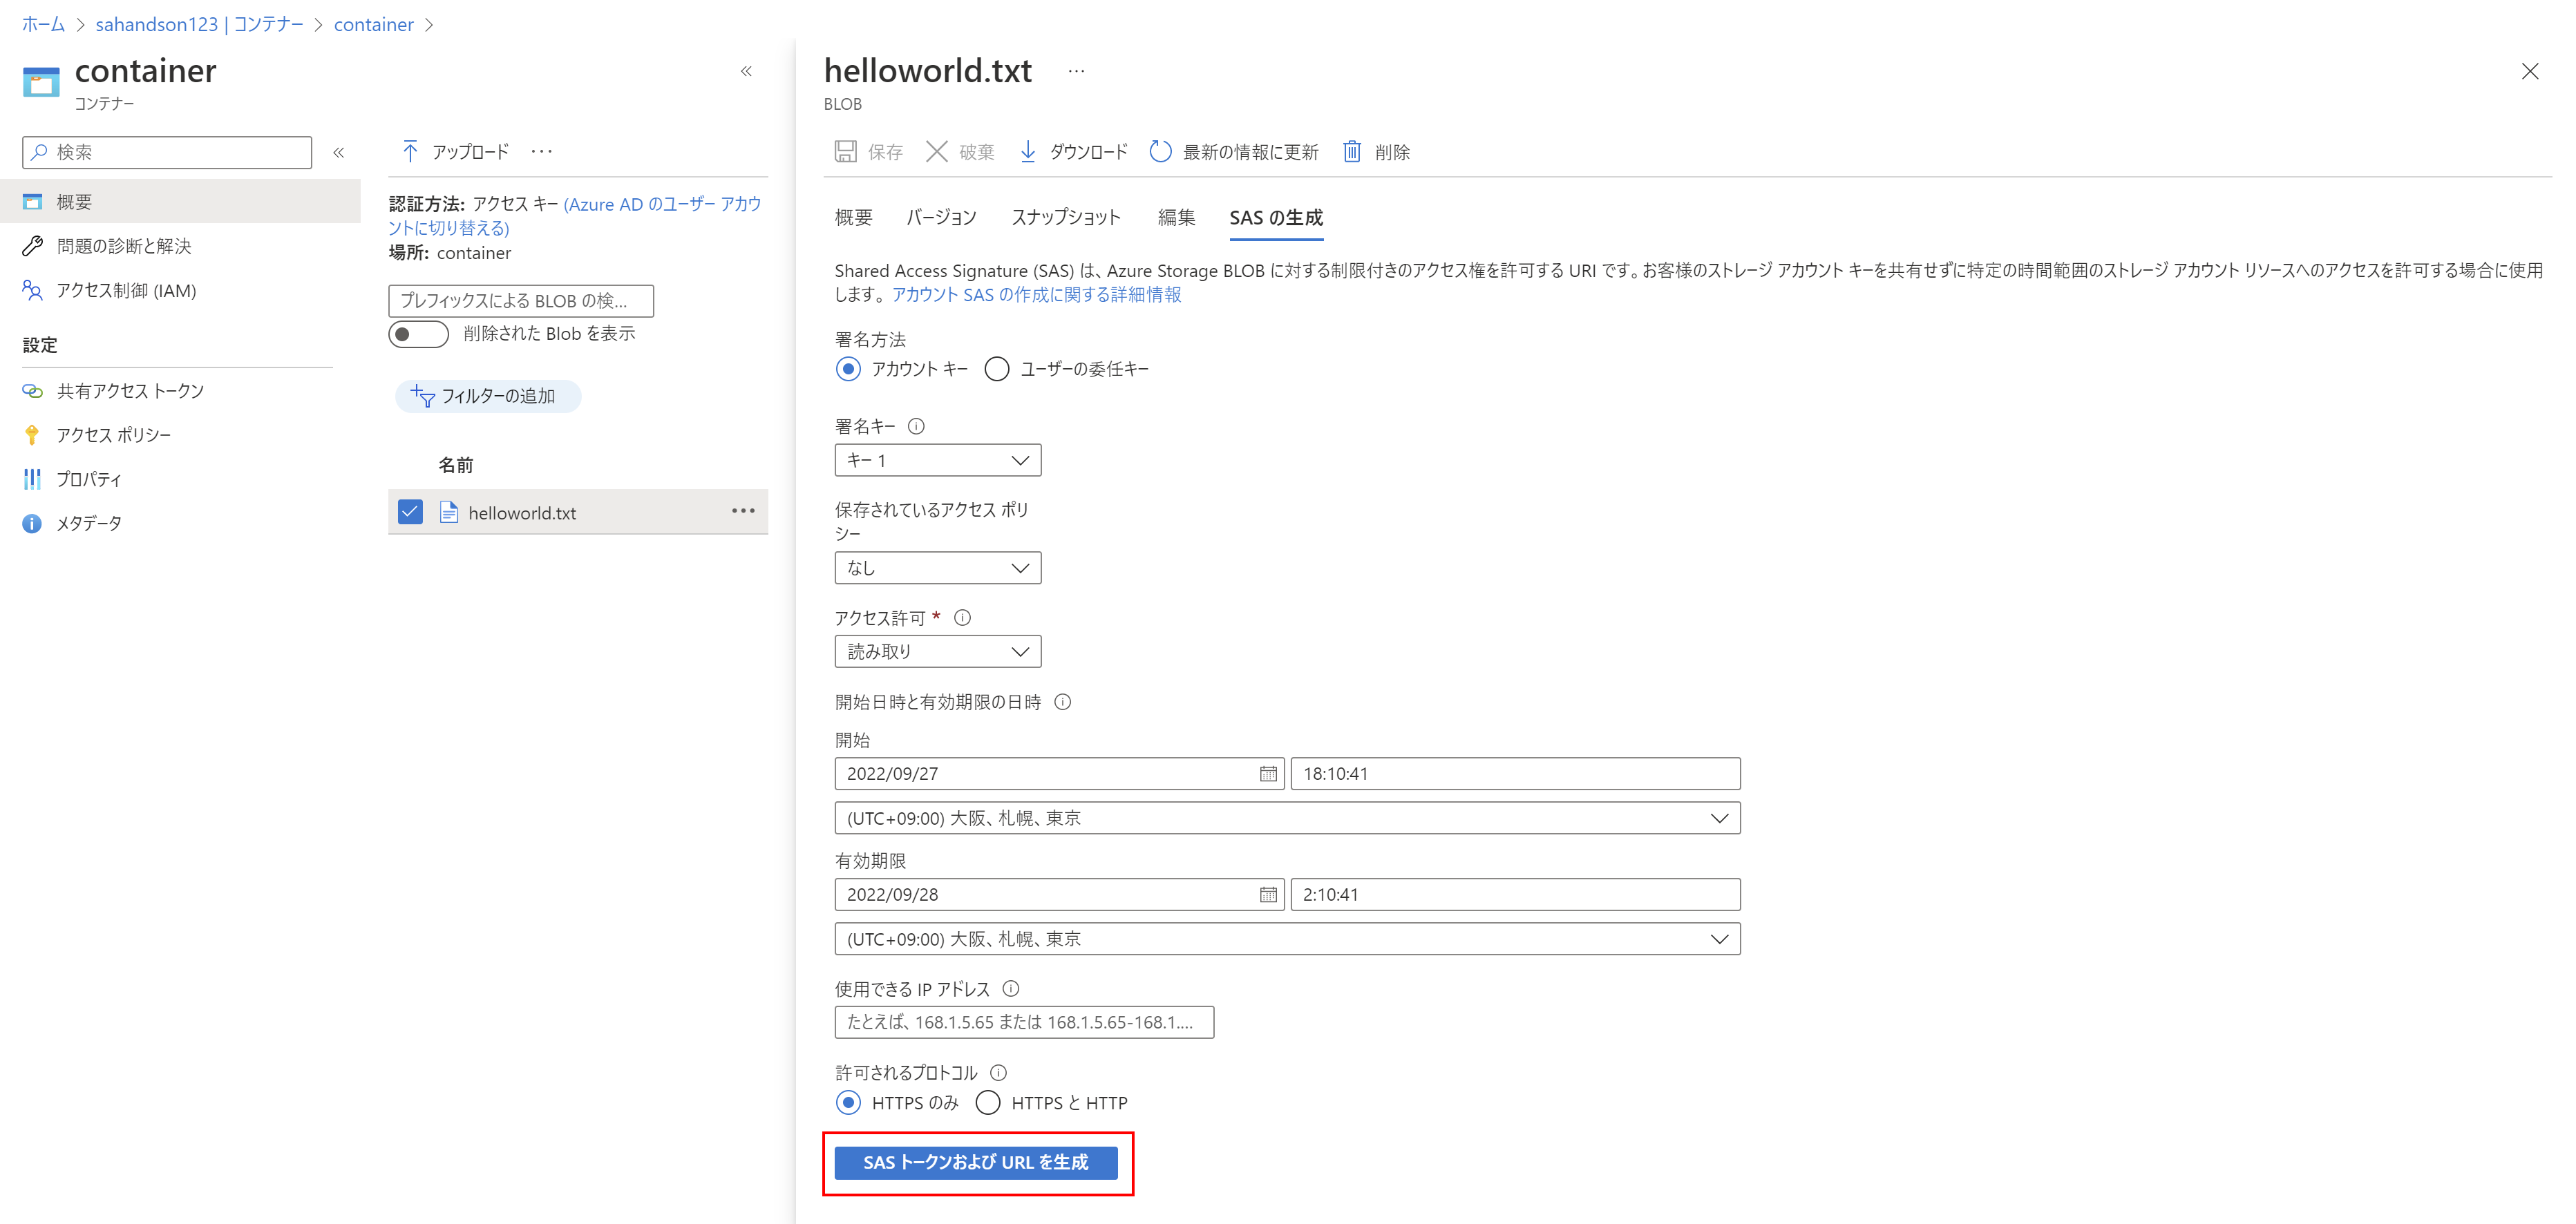 ホーム > sahandson123 | コンテナー > container >
container
コンテナー
検索
概要
問題の診断と解決
アクセス制御 (IAM)
設定
共有アクセス トークン
アクセス ポリシー
プロパティ
メタデータ
アップロード
認証方法: アクセス キー (Azure AD のユーザー アカウ
ントに切り替える)
場所: container
プレフィックスによる BLOB の検...
削除された Blob を表示
フィルターの追加
名前
helloworld.txt
helloworld.txt
BLOB
保存 破棄 ダウンロード 最新の情報に更新 削除
概要 バージョン スナップショット 編集 SAS の生成
Shared Access Signature (SAS) は、Azure Storage BLOB に対する制限付きのアクセス権を許可する URI です。お客様のストレージ アカウント キーを共有せずに特定の時間範囲のストレージ アカウント リソースへのアクセスを許可する場合に使用
します。 アカウント SAS の作成に関する詳細情報
署名方法
アカウント キー ユーザーの委任キー
署名キー
キー 1
保存されているアクセス ポリ
シー
なし
アクセス許可 *
読み取り
開始日時と有効期限の日時
開始
2022/09/27 18:10:41
(UTC+09:00) 大阪、札幌、東京
有効期限
2022/09/28 2:10:41
(UTC+09:00) 大阪、札幌、東京
使用できる IP アドレス
たとえば、168.1.5.65 または 168.1.5.65-168.1....
許可されるプロトコル
HTTPS のみ HTTPS と HTTP
SAS トークンおよび URL を生成